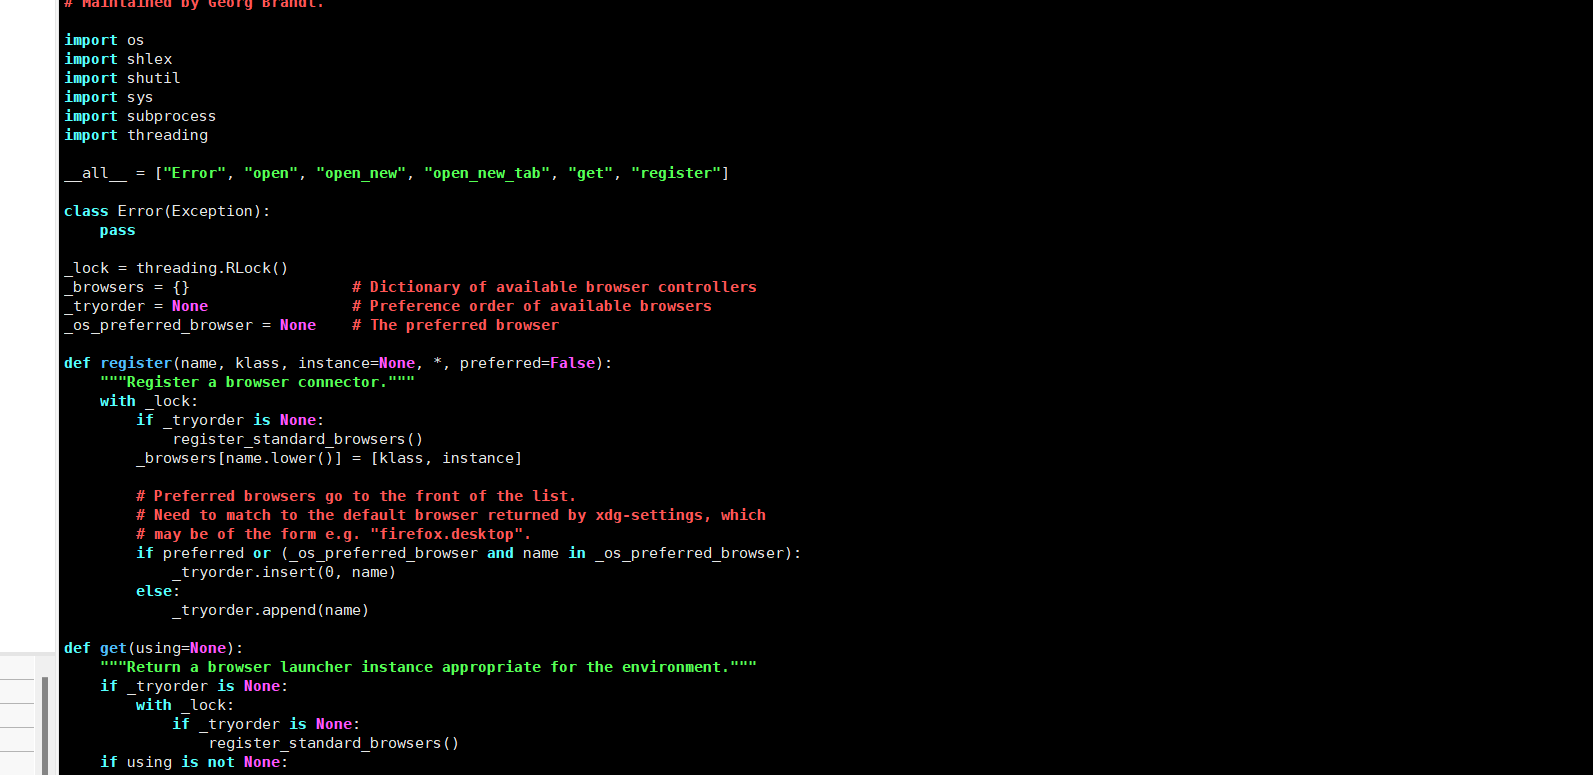 # Maintained by Georg Brandl.

import os
import shlex
import shutil
import sys
import subprocess
import threading

__all__ = ["Error", "open", "open_new", "open_new_tab", "get", "register"]

class Error(Exception):
    pass

_lock = threading.RLock()
_browsers = {}                  # Dictionary of available browser controllers
_tryorder = None                # Preference order of available browsers
_os_preferred_browser = None    # The preferred browser

def register(name, klass, instance=None, *, preferred=False):
    """Register a browser connector."""
    with _lock:
        if _tryorder is None:
            register_standard_browsers()
        _browsers[name.lower()] = [klass, instance]

        # Preferred browsers go to the front of the list.
        # Need to match to the default browser returned by xdg-settings, which
        # may be of the form e.g. "firefox.desktop".
        if preferred or (_os_preferred_browser and name in _os_preferred_browser):
            _tryorder.insert(0, name)
        else:
            _tryorder.append(name)

def get(using=None):
    """Return a browser launcher instance appropriate for the environment."""
    if _tryorder is None:
        with _lock:
            if _tryorder is None:
                register_standard_browsers()
    if using is not None: